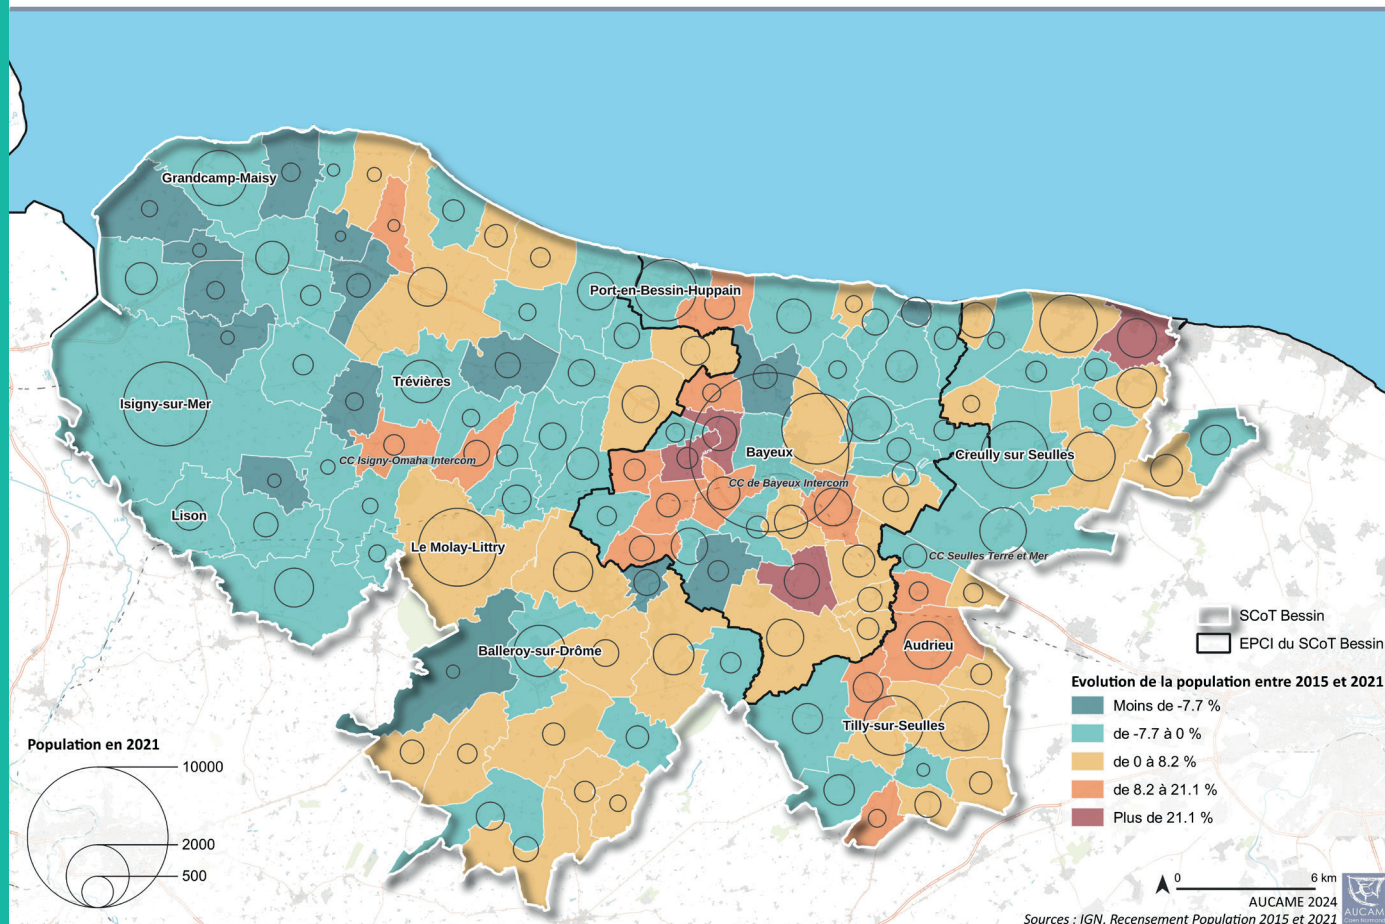 Grandcamp-Maisy
Port-en-Bessin-Huppain
Trévières
Isigny-sur-Mer
CC Isigny-Omaha Intercom
Bayeux
Creully sur Seulles
CC de Bayeux Intercom
Lison
Le Molay-Littry
CC Seulles Terre et Mer
Balleroy-sur-Drôme
Audrieu
Tilly-sur-Seulles
SCoT Bessin
EPCI du SCoT Bessin
Evolution de la population entre 2015 et 2021
Moins de -7.7 %
de -7.7 à 0 %
de 0 à 8.2 %
de 8.2 à 21.1 %
Plus de 21.1 %
Population en 2021
10000
2000
500
0 6 km
AUCAME 2024
Sources : IGN, Recensement Population 2015 et 2021
AUCAME
Caen Normandie